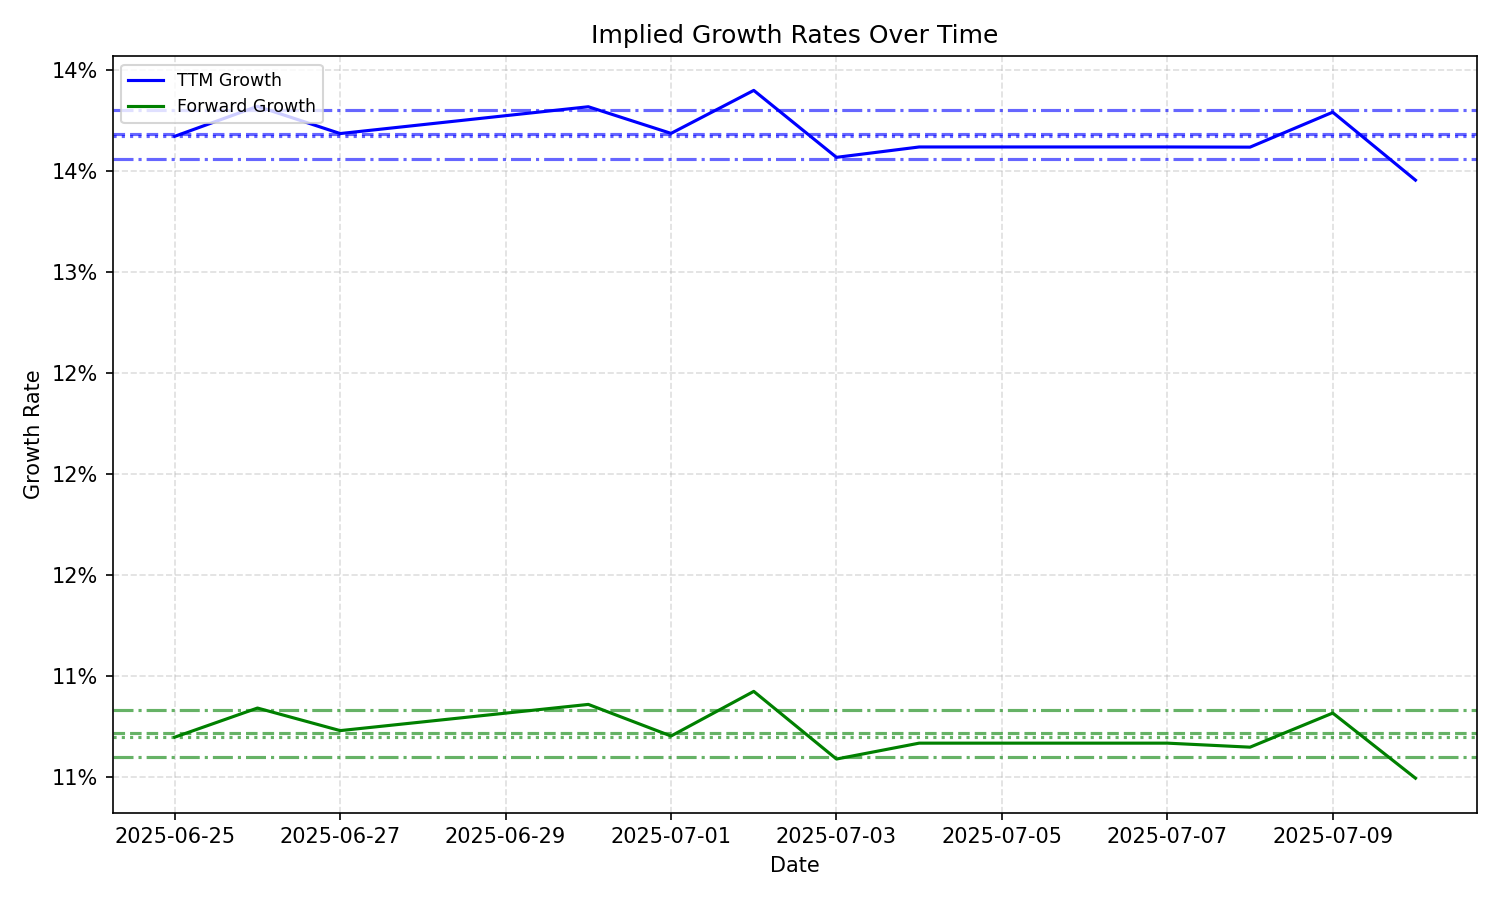 Implied Growth Rates Over Time
TTM Growth
Forward Growth
14%
14%
13%
12%
12%
12%
11%
11%
Growth Rate
2025-06-25 2025-06-27 2025-06-29 2025-07-01 2025-07-03 2025-07-05 2025-07-07 2025-07-09
Date